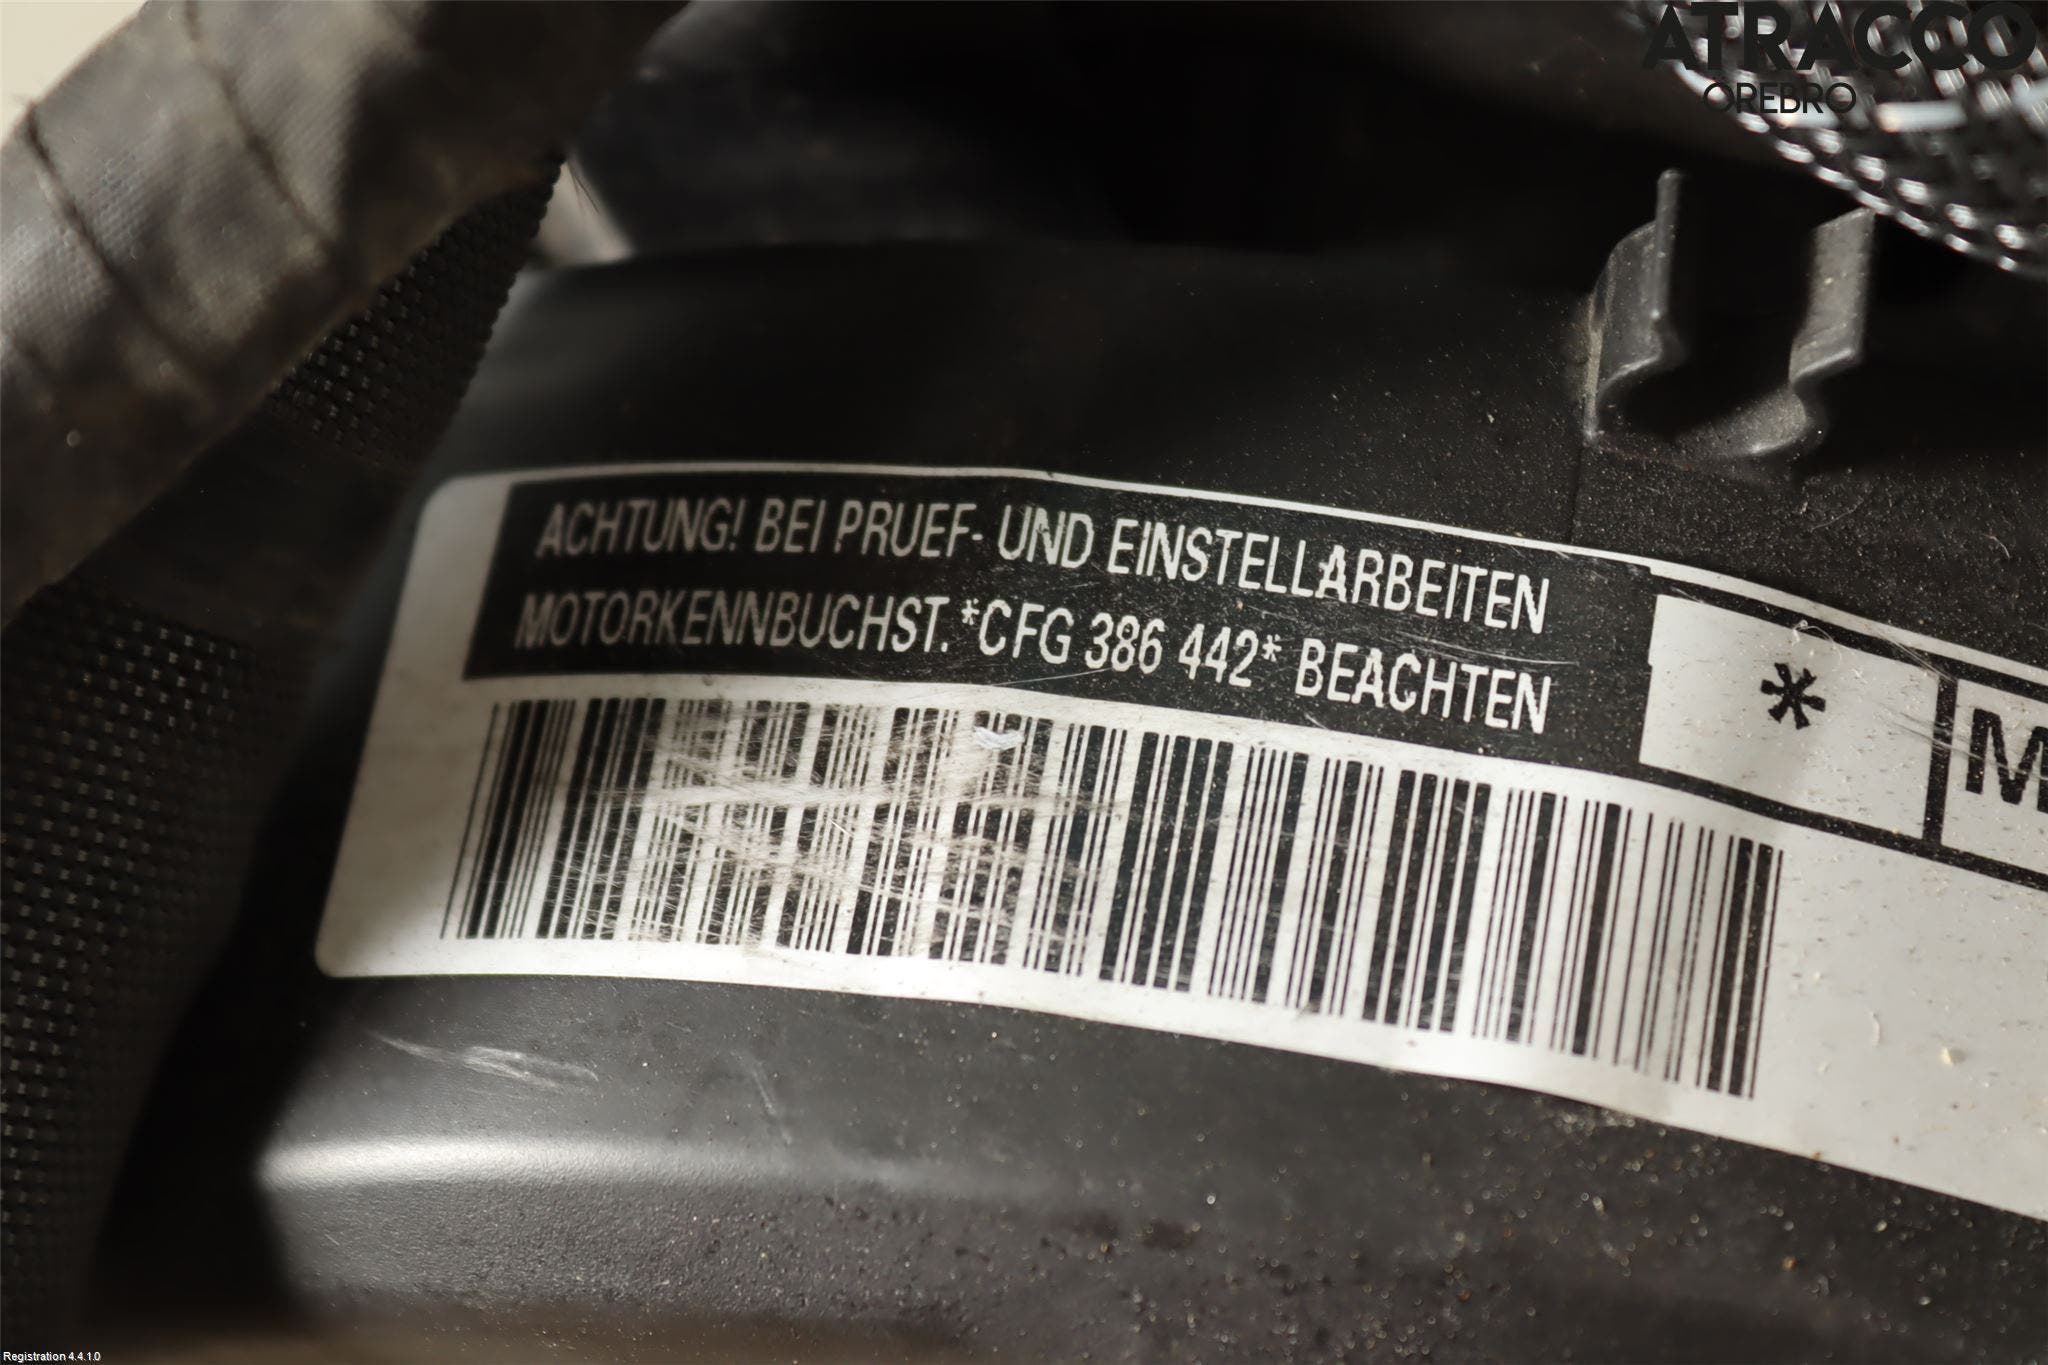 ATRACCO
OREBRO
ACHTUNG! BEI PRUEF- UND EINSTELLARBEITEN
MOTORKENNBUCHST. *CFG 386 442* BEACHTEN
*
M
Registration 4.4.1.0